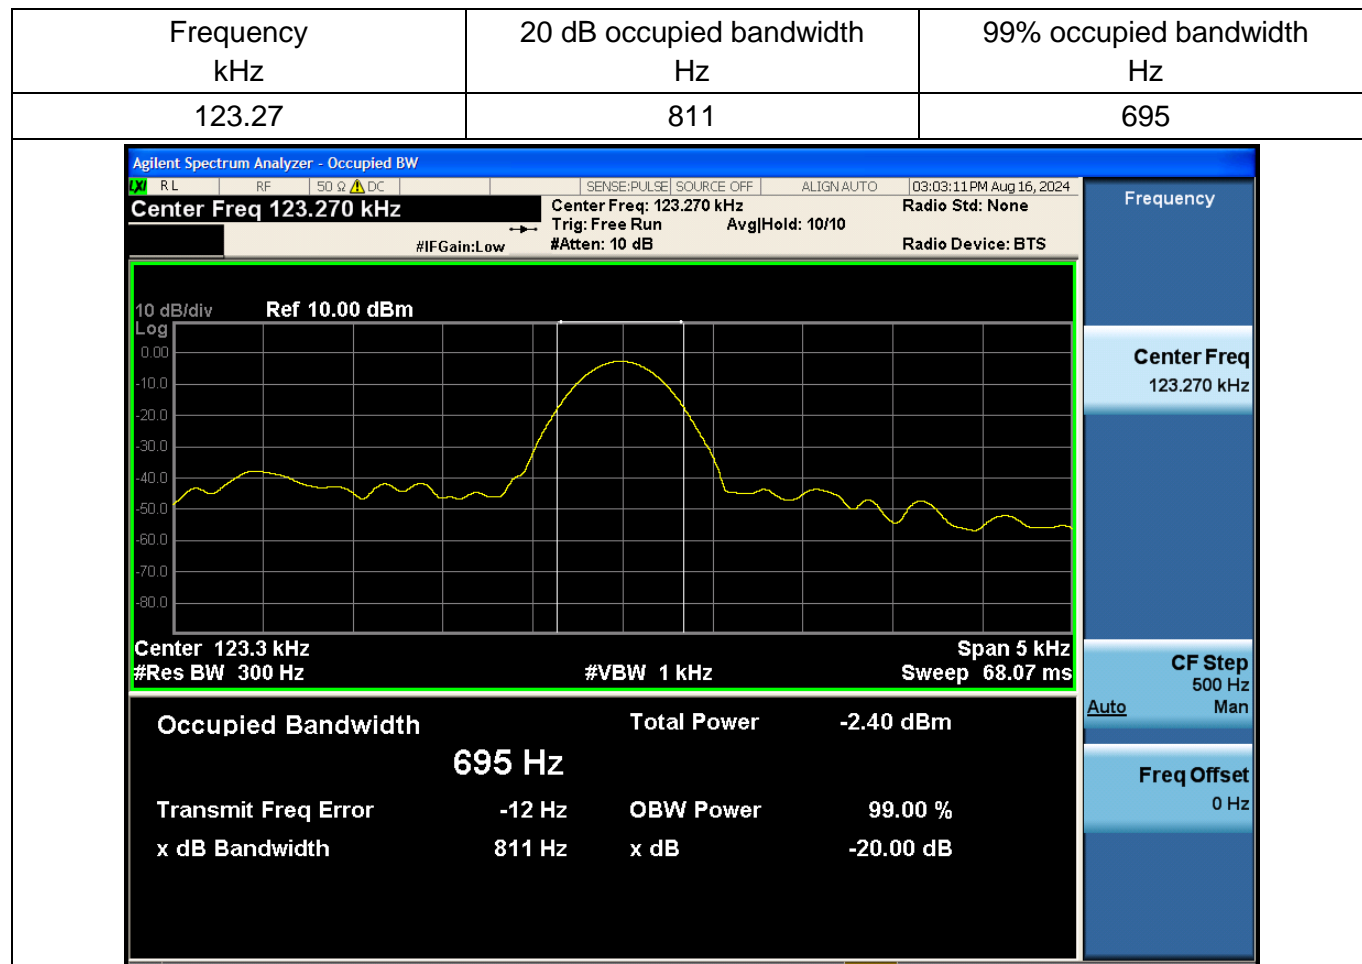 Frequency 20 dB occupied bandwidth 99% occupied bandwidth
kHz Hz Hz
123.27 811 695
Agilent Spectrum Analyzer - Occupied BW
LXI RL RF 50 Ω DC SENSE:PULSE SOURCE OFF ALIGN AUTO 03:03:11 PM Aug 16, 2024
Center Freq 123.270 kHz Center Freq: 123.270 kHz Radio Std: None
Trig: Free Run Avg|Hold: 10/10
#IFGain:Low #Atten: 10 dB Radio Device: BTS
10 dB/div Ref 10.00 dBm
Log
0.00
-10.0
-20.0
-30.0
-40.0
-50.0
-60.0
-70.0
-80.0
Center 123.3 kHz Span 5 kHz
#Res BW 300 Hz #VBW 1 kHz Sweep 68.07 ms
Occupied Bandwidth Total Power -2.40 dBm
695 Hz
Transmit Freq Error -12 Hz OBW Power 99.00 %
x dB Bandwidth 811 Hz x dB -20.00 dB
Frequency
Center Freq
123.270 kHz
CF Step
500 Hz
Auto Man
Freq Offset
0 Hz